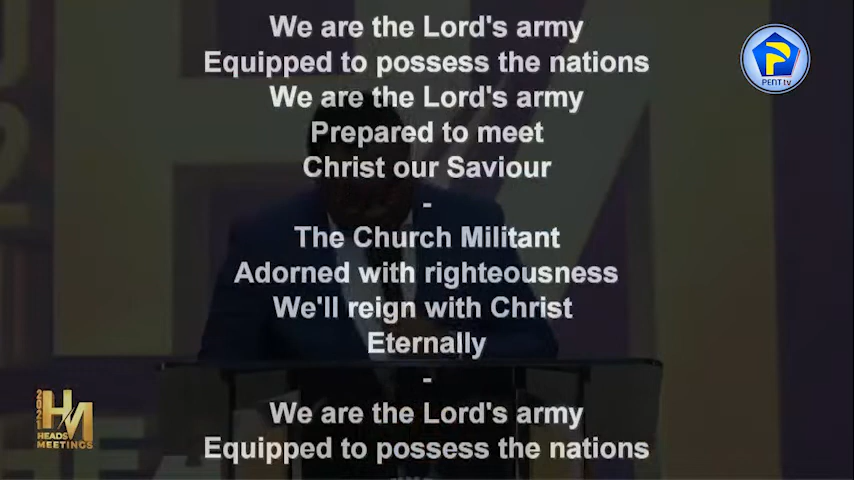 We are the Lord's army
Equipped to possess the nations
We are the Lord's army
Prepared to meet
Christ our Saviour
-
The Church Militant
Adorned with righteousness
We'll reign with Christ
Eternally
-
We are the Lord's army
Equipped to possess the nations
P
PENT tv
2021
HM
HEADS
MEETINGS